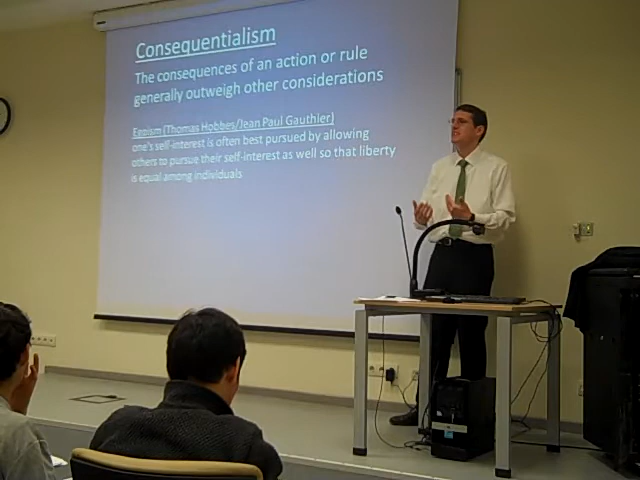 Consequentialism
The consequences of an action or rule
generally outweigh other considerations
Egoism (Thomas Hobbes/Jean Paul Gauthier)
one's self-interest is often best pursued by allowing
others to pursue their self-interest as well so that liberty
is equal among individuals